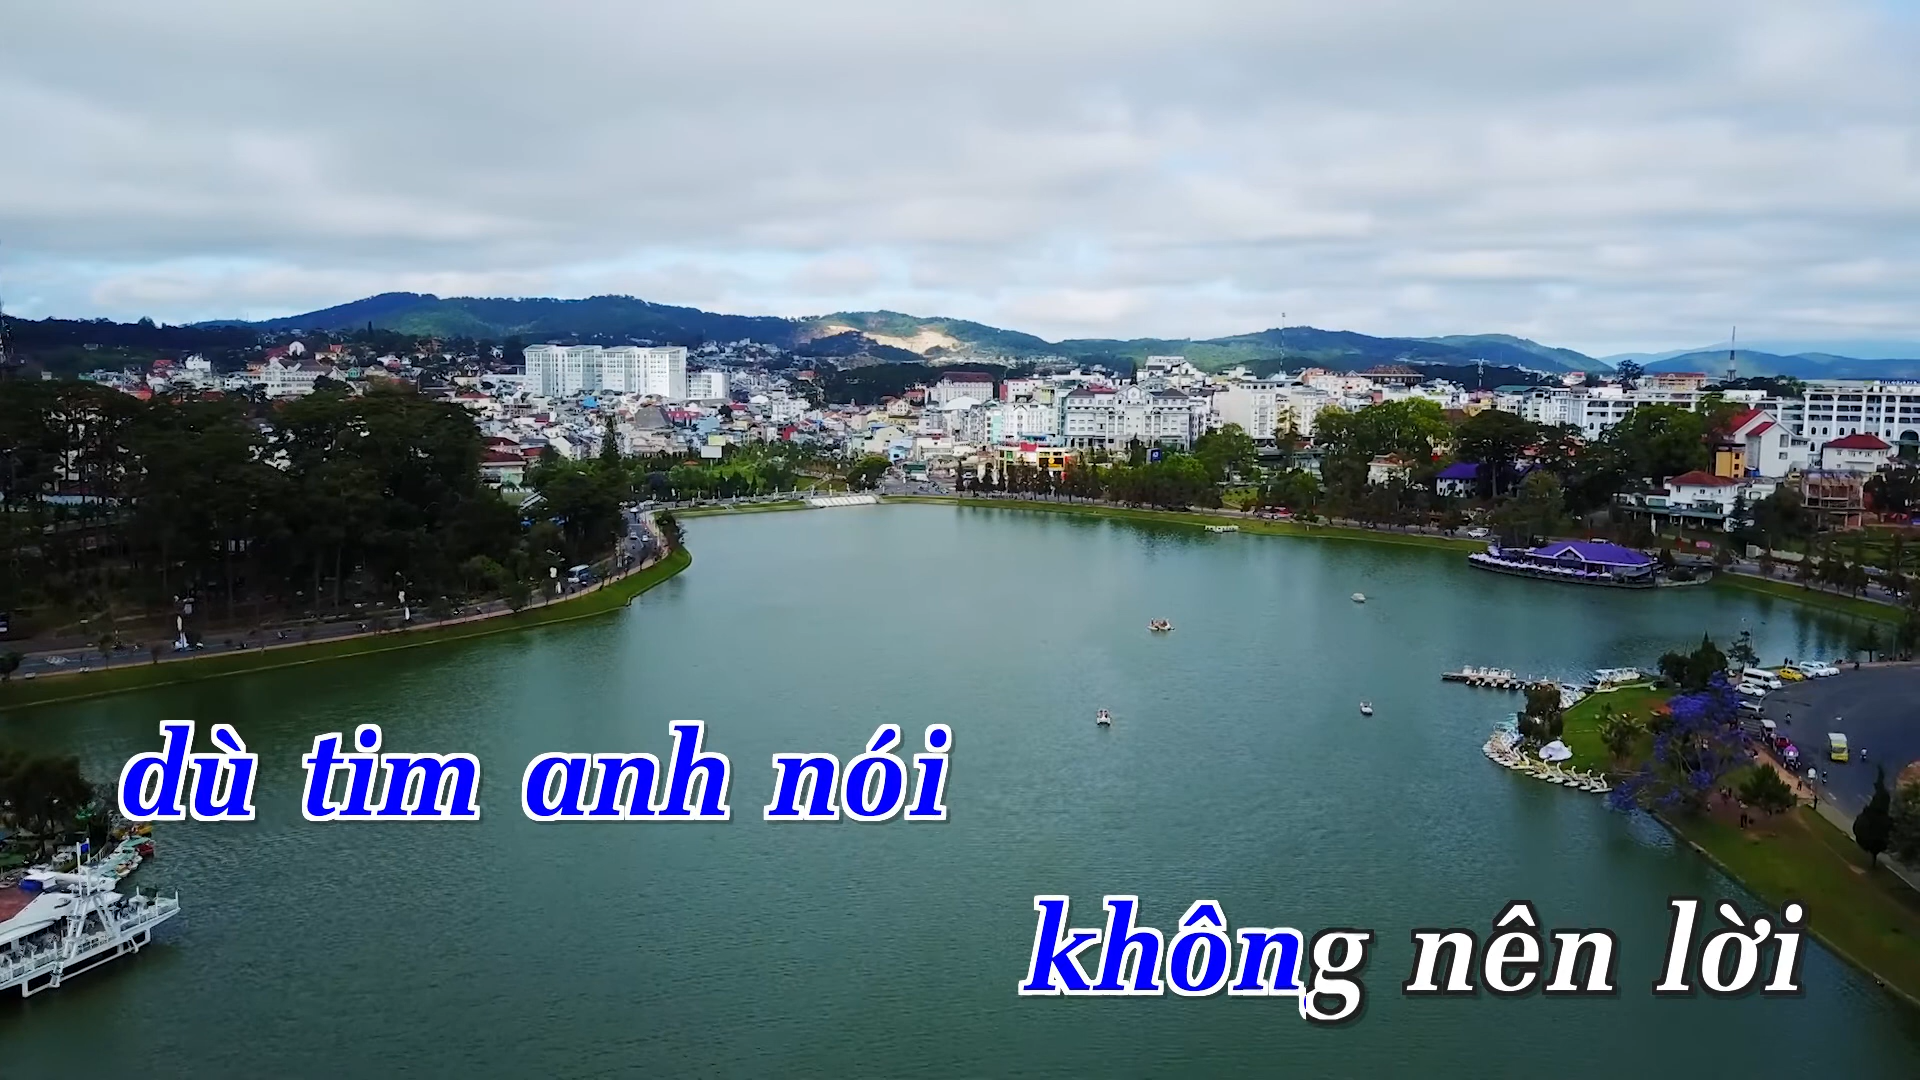 dù tim anh nói
không nên lời